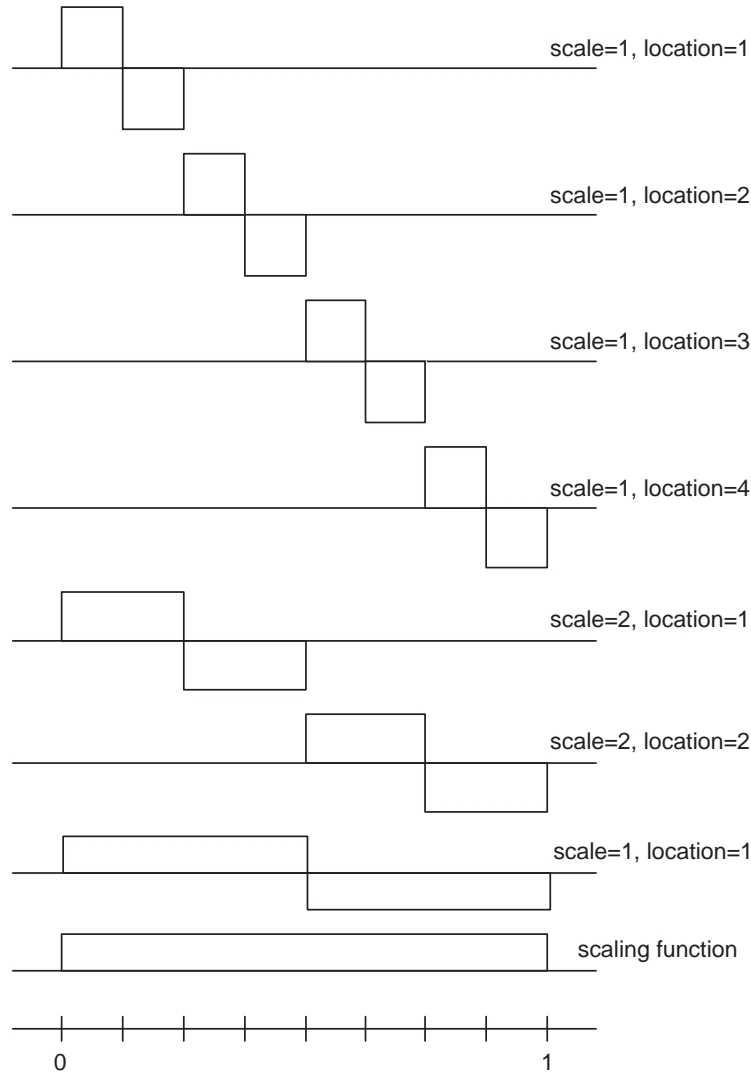 scale=1, location=1
scale=1, location=2
scale=1, location=3
scale=1, location=4
scale=2, location=1
scale=2, location=2
scale=1, location=1
scaling function
0 1